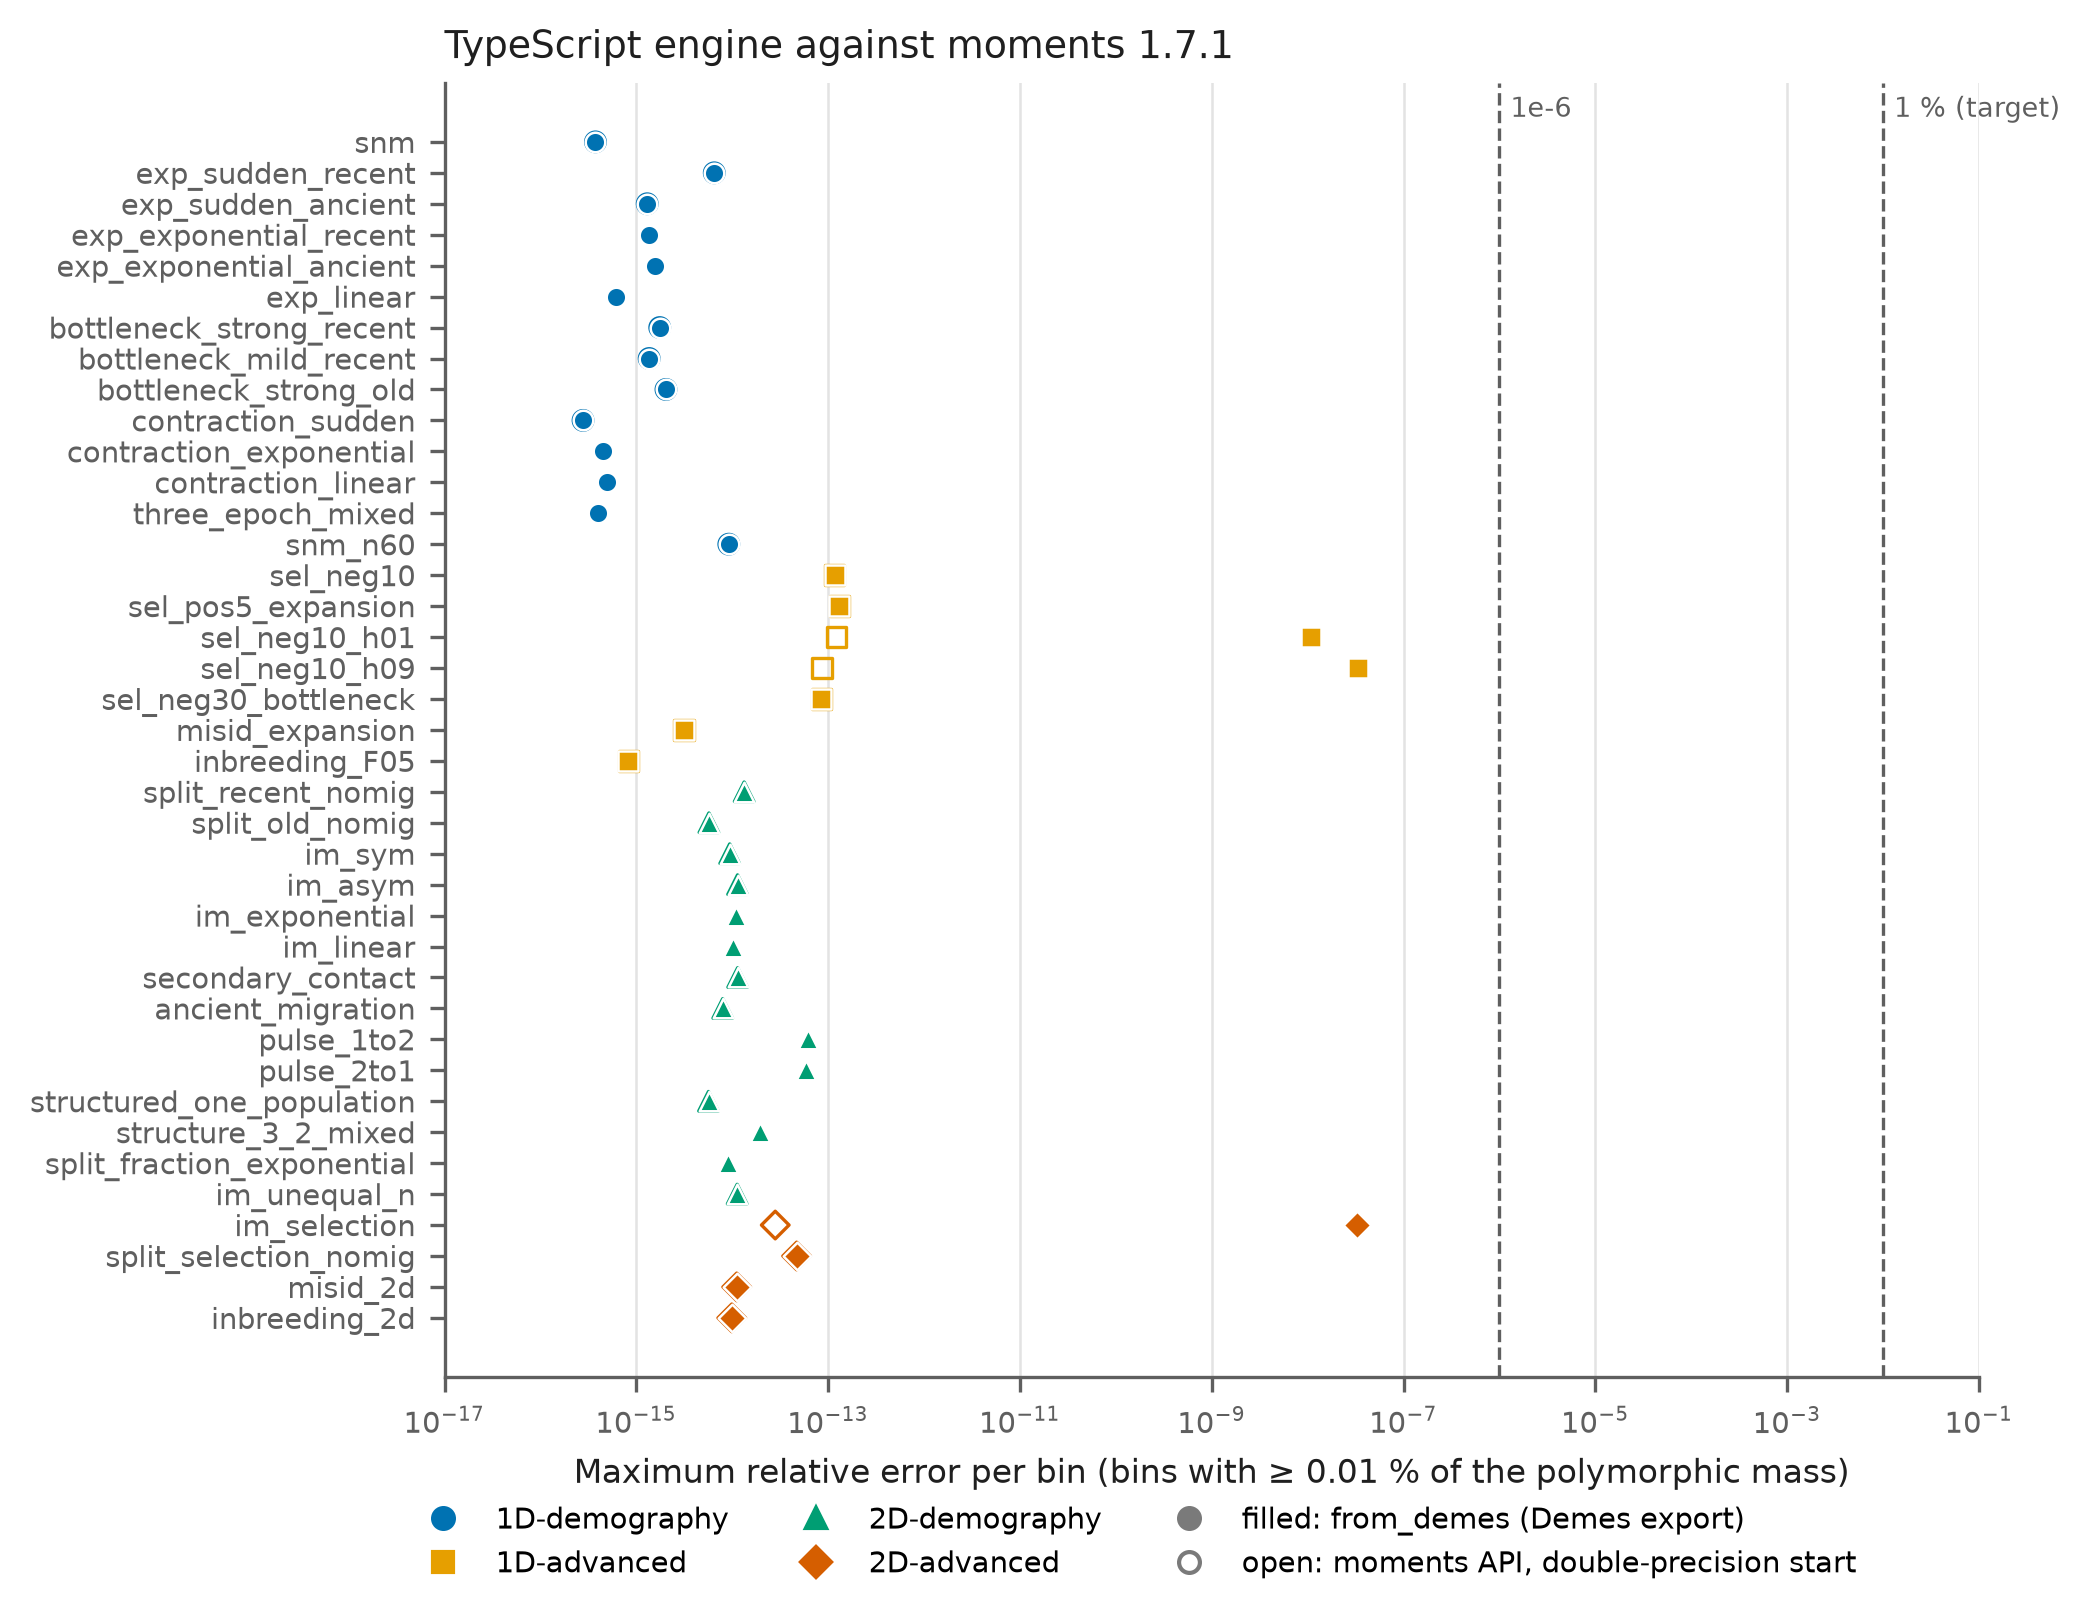 TypeScript engine against moments 1.7.1
1e-6
1 % (target)
snm
exp_sudden_recent
exp_sudden_ancient
exp_exponential_recent
exp_exponential_ancient
exp_linear
bottleneck_strong_recent
bottleneck_mild_recent
bottleneck_strong_old
contraction_sudden
contraction_exponential
contraction_linear
three_epoch_mixed
snm_n60
sel_neg10
sel_pos5_expansion
sel_neg10_h01
sel_neg10_h09
sel_neg30_bottleneck
misid_expansion
inbreeding_F05
split_recent_nomig
split_old_nomig
im_sym
im_asym
im_exponential
im_linear
secondary_contact
ancient_migration
pulse_1to2
pulse_2to1
structured_one_population
structure_3_2_mixed
split_fraction_exponential
im_unequal_n
im_selection
split_selection_nomig
misid_2d
inbreeding_2d
10⁻¹⁷ 10⁻¹⁵ 10⁻¹³ 10⁻¹¹ 10⁻⁹ 10⁻⁷ 10⁻⁵ 10⁻³ 10⁻¹
Maximum relative error per bin (bins with ≥ 0.01 % of the polymorphic mass)
1D-demography 2D-demography filled: from_demes (Demes export)
1D-advanced 2D-advanced open: moments API, double-precision start